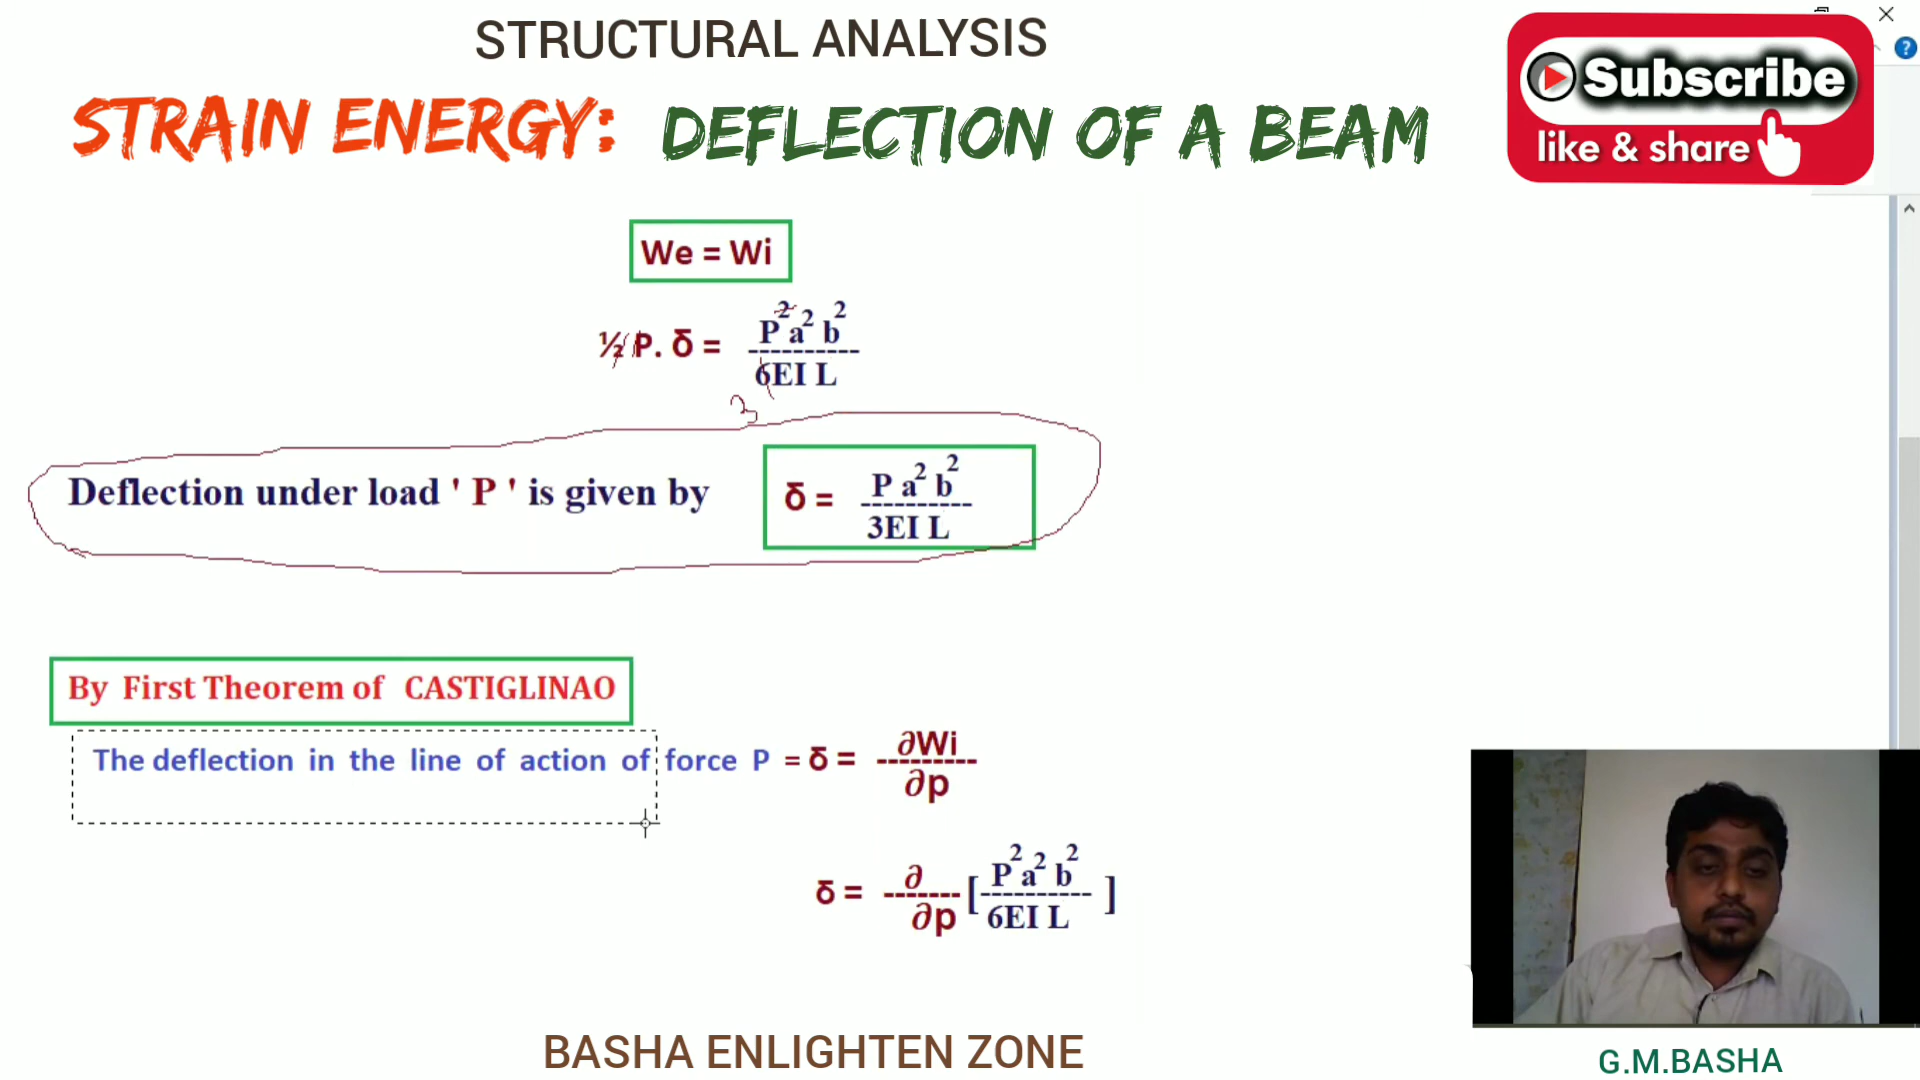 STRUCTURAL ANALYSIS
STRAIN ENERGY: DEFLECTION OF A BEAM
Subscribe
like & share
?
We = Wi
½ P. δ = P² a² b² / 6EI L
3
Deflection under load ' P ' is given by δ = P a² b² / 3EI L
By First Theorem of CASTIGLINAO
The deflection in the line of action of force P = δ = ∂Wi / ∂p
δ = ∂ / ∂p [ P² a² b² / 6EI L ]
BASHA ENLIGHTEN ZONE
G.M.BASHA